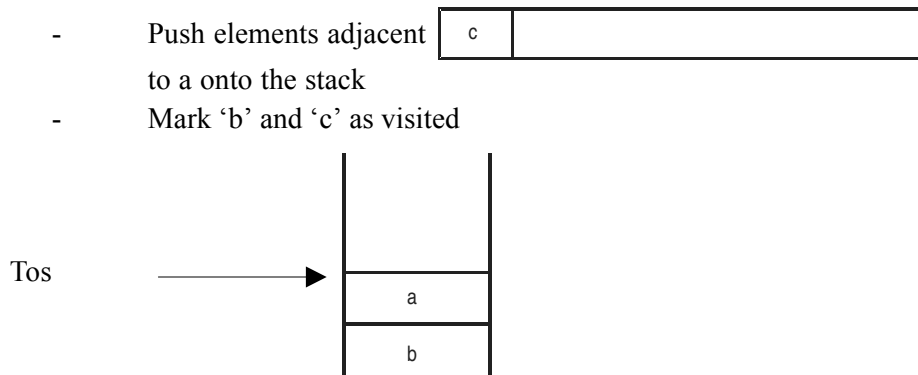 - Push elements adjacent c
to a onto the stack
- Mark ‘b’ and ‘c’ as visited
Tos
a
b